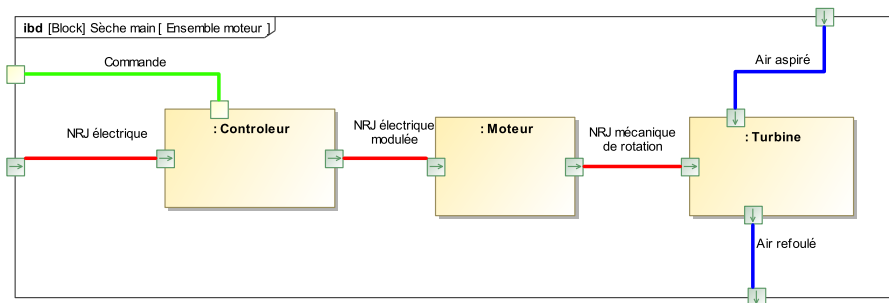 ibd [Block] Sèche main [ Ensemble moteur ]
Commande
Air aspiré
NRJ électrique
: Controleur
NRJ électrique
modulée
: Moteur
NRJ mécanique
de rotation
: Turbine
Air refoulé